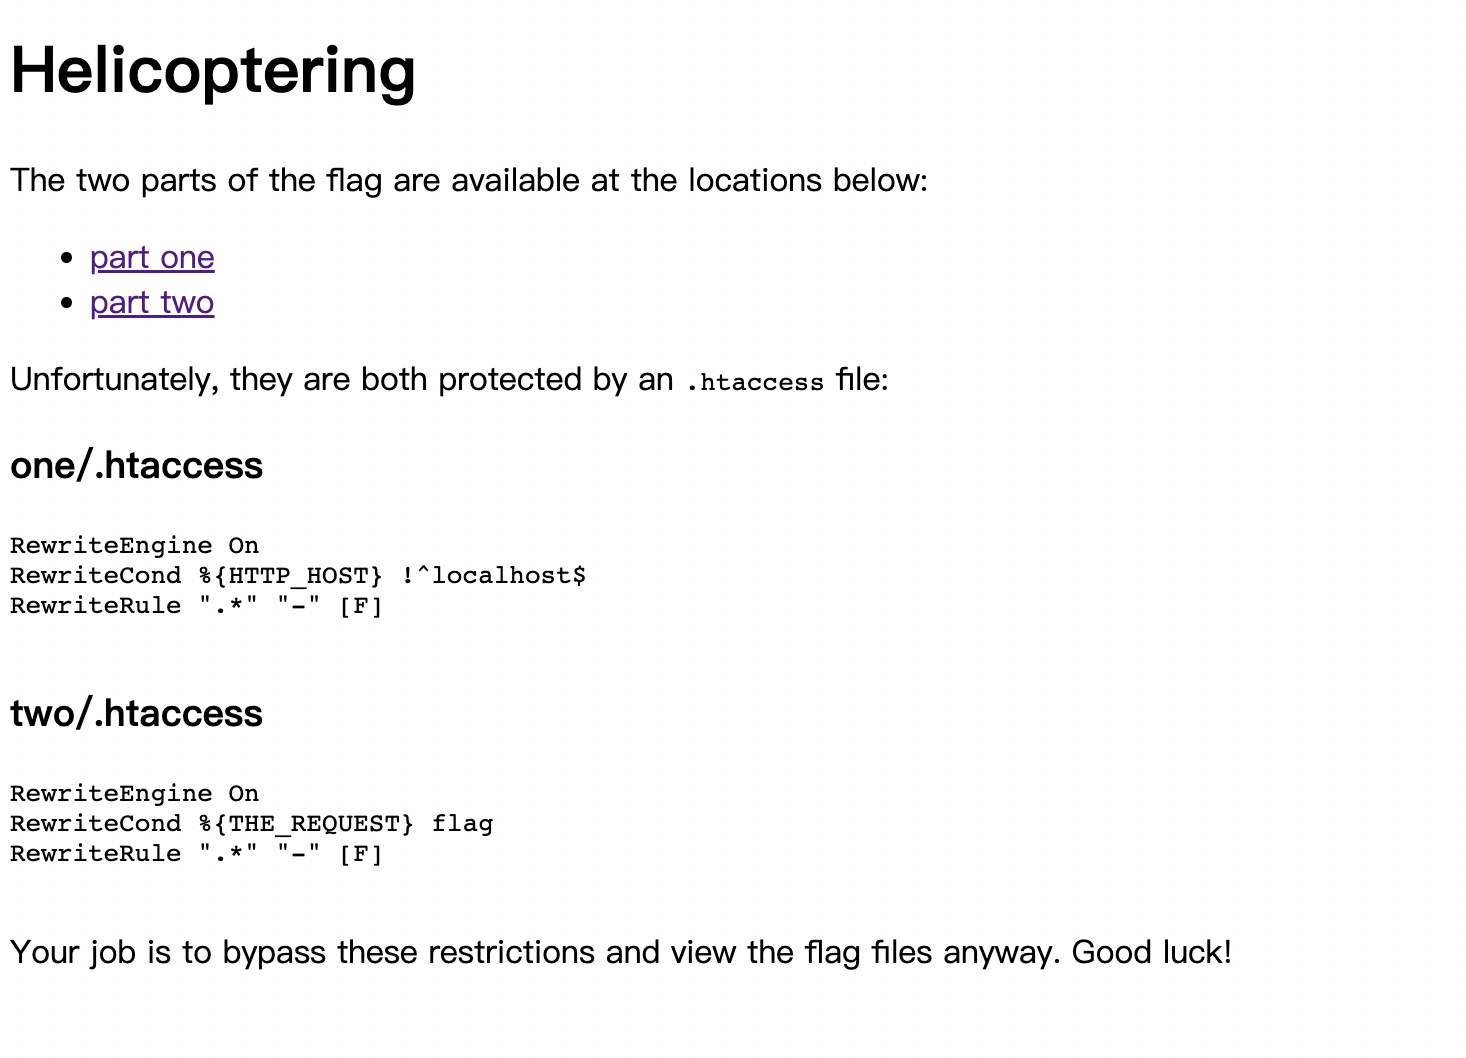 Helicoptering
The two parts of the flag are available at the locations below:
• part one
• part two
Unfortunately, they are both protected by an .htaccess file:
one/.htaccess
RewriteEngine On
RewriteCond %{HTTP_HOST} !^localhost$
RewriteRule ".*" "-" [F]
two/.htaccess
RewriteEngine On
RewriteCond %{THE_REQUEST} flag
RewriteRule ".*" "-" [F]
Your job is to bypass these restrictions and view the flag files anyway. Good luck!